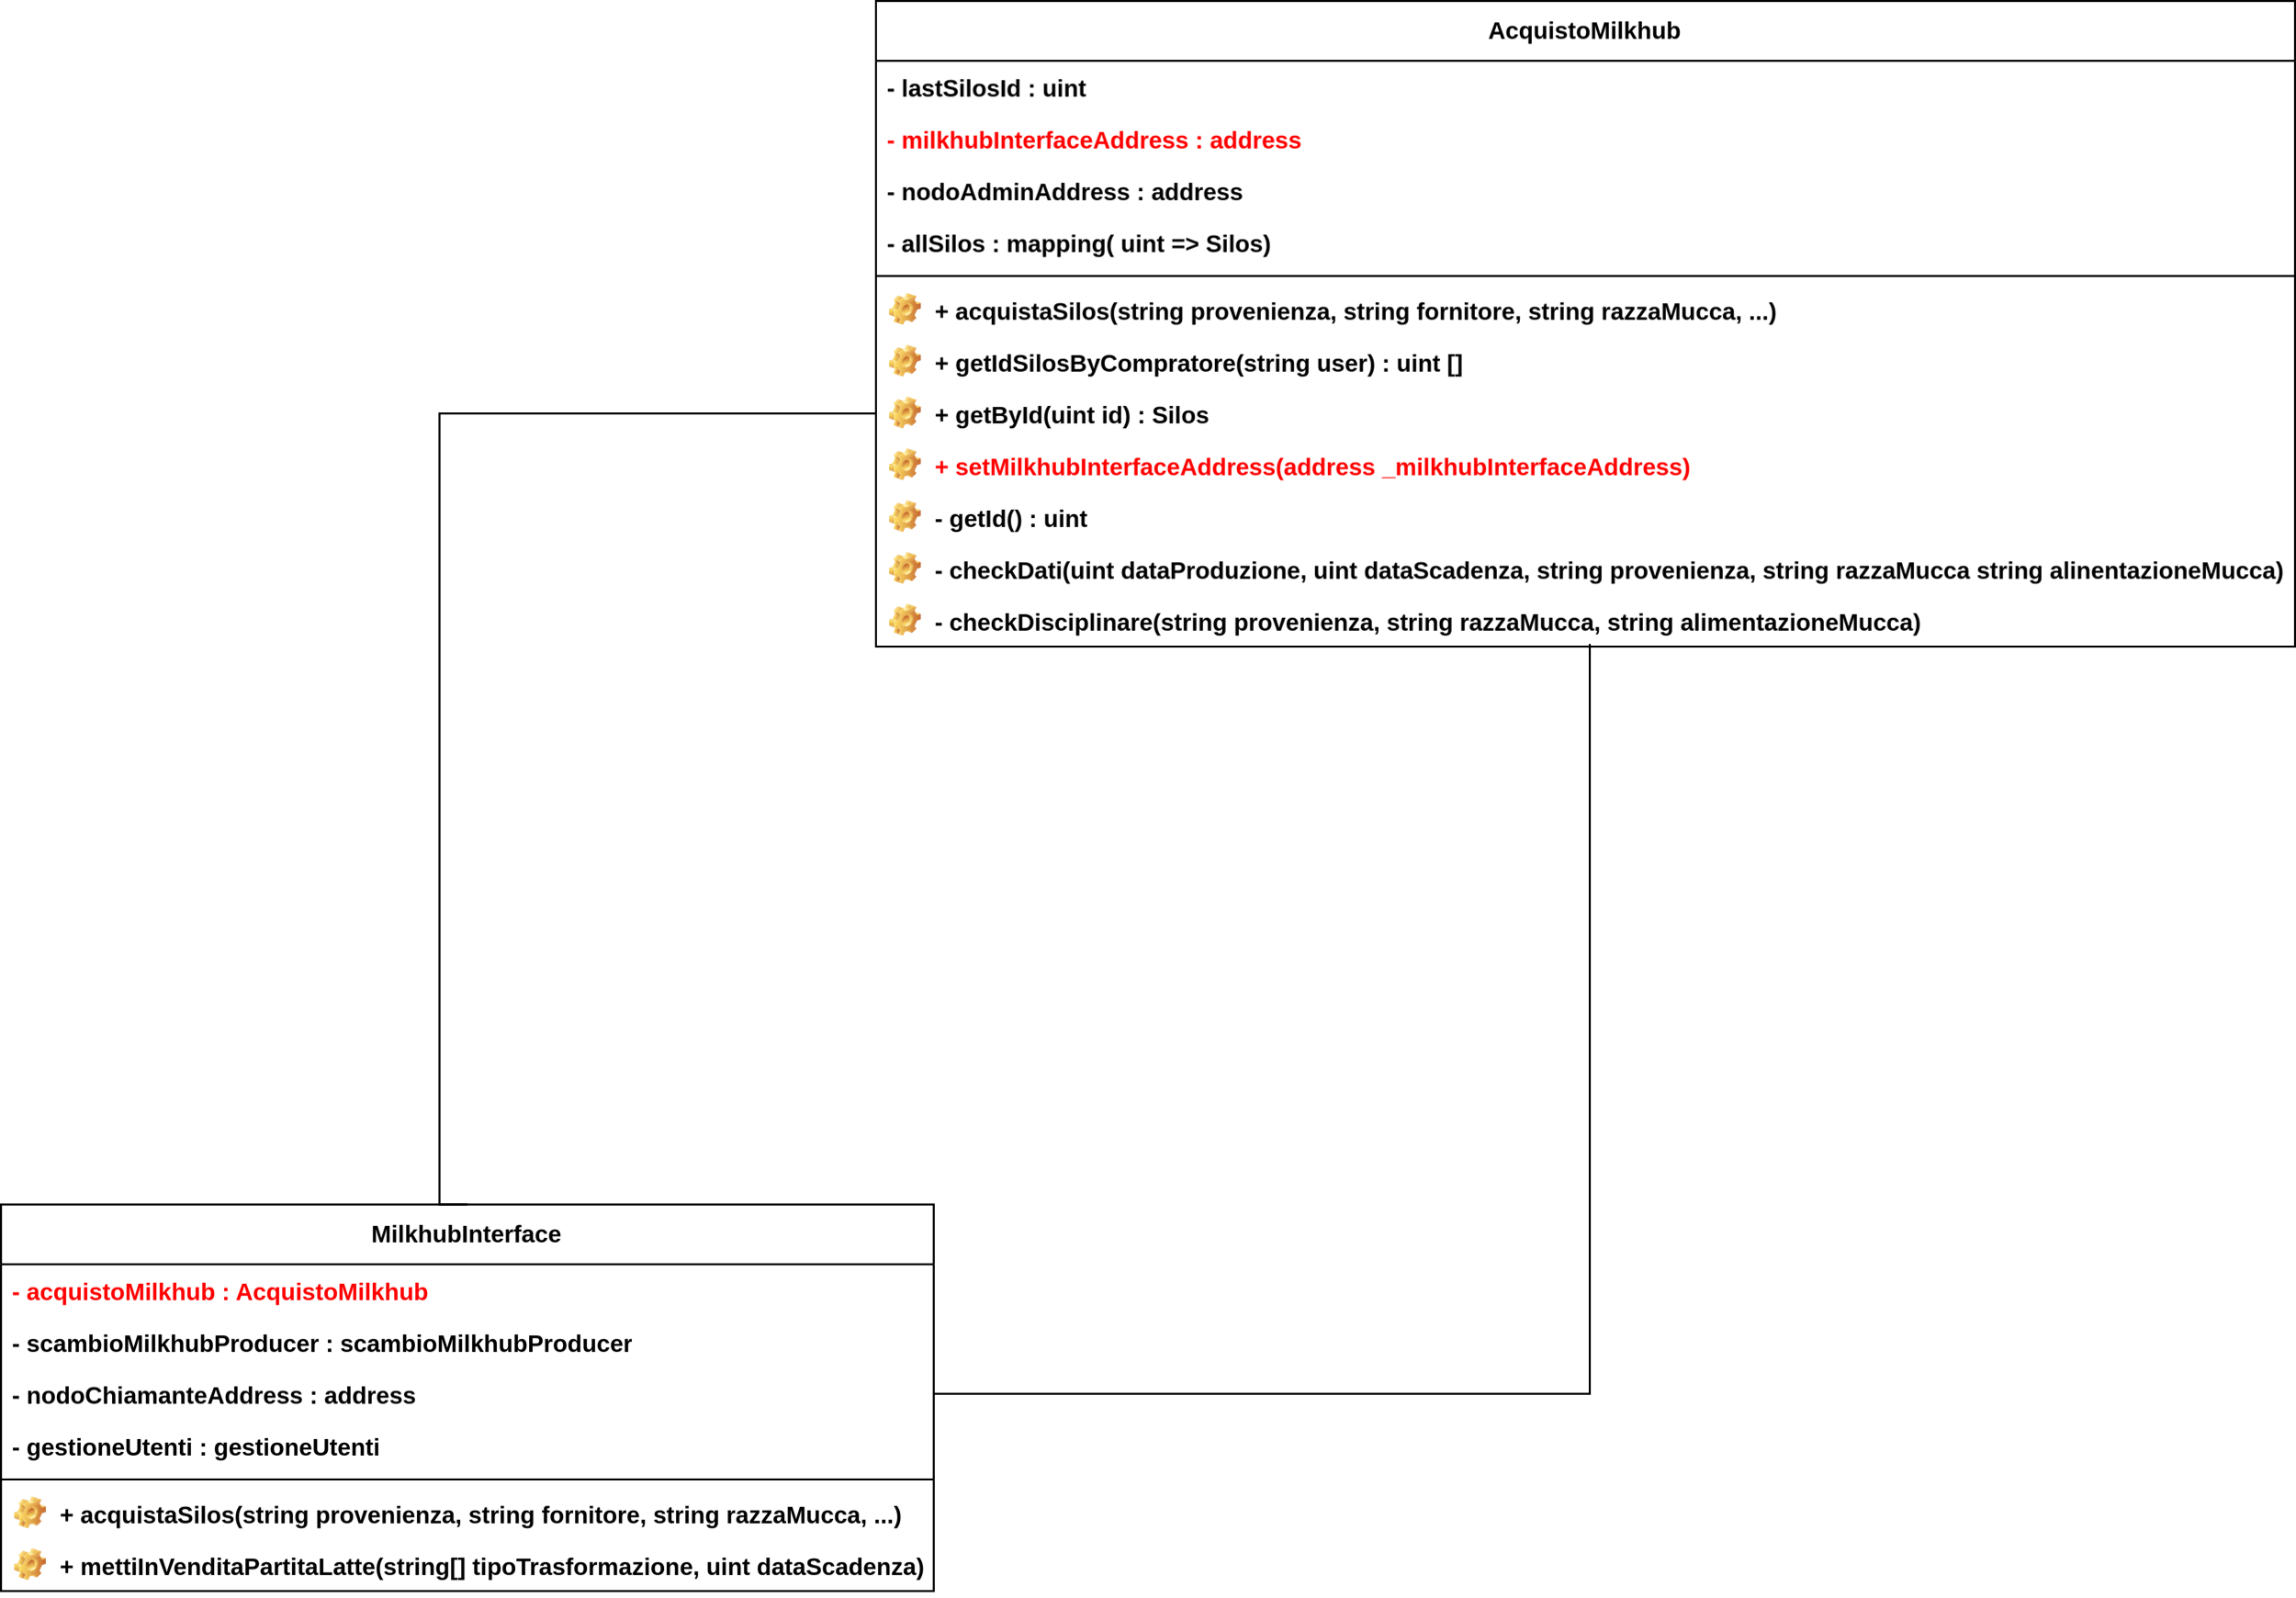 AcquistoMilkhub
- lastSilosId : uint
- milkhubInterfaceAddress : address
- nodoAdminAddress : address
- allSilos : mapping( uint => Silos)
+ acquistaSilos(string provenienza, string fornitore, string razzaMucca, ...)
+ getIdSilosByCompratore(string user) : uint []
+ getById(uint id) : Silos
+ setMilkhubInterfaceAddress(address _milkhubInterfaceAddress)
- getId() : uint
- checkDati(uint dataProduzione, uint dataScadenza, string provenienza, string razzaMucca string alinentazioneMucca)
- checkDisciplinare(string provenienza, string razzaMucca, string alimentazioneMucca)
MilkhubInterface
- acquistoMilkhub : AcquistoMilkhub
- scambioMilkhubProducer : scambioMilkhubProducer
- nodoChiamanteAddress : address
- gestioneUtenti : gestioneUtenti
+ acquistaSilos(string provenienza, string fornitore, string razzaMucca, ...)
+ mettiInVenditaPartitaLatte(string[] tipoTrasformazione, uint dataScadenza)